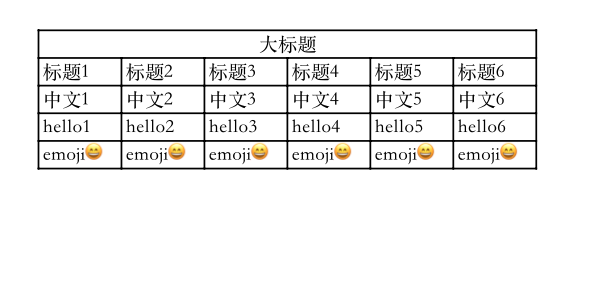 大标题
标题1 标题2 标题3 标题4 标题5 标题6
中文1 中文2 中文3 中文4 中文5 中文6
hello1 hello2 hello3 hello4 hello5 hello6
emoji😄 emoji😄 emoji😄 emoji😄 emoji😄 emoji😄